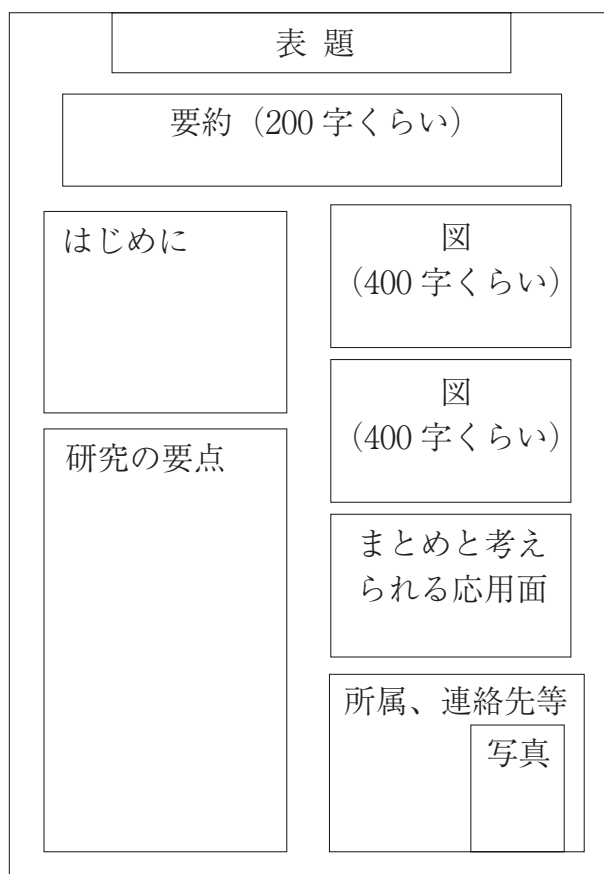 表 題
要約（200 字くらい）
はじめに
研究の要点
図
（400 字くらい）
図
（400 字くらい）
まとめと考え
られる応用面
所属、連絡先等
写真